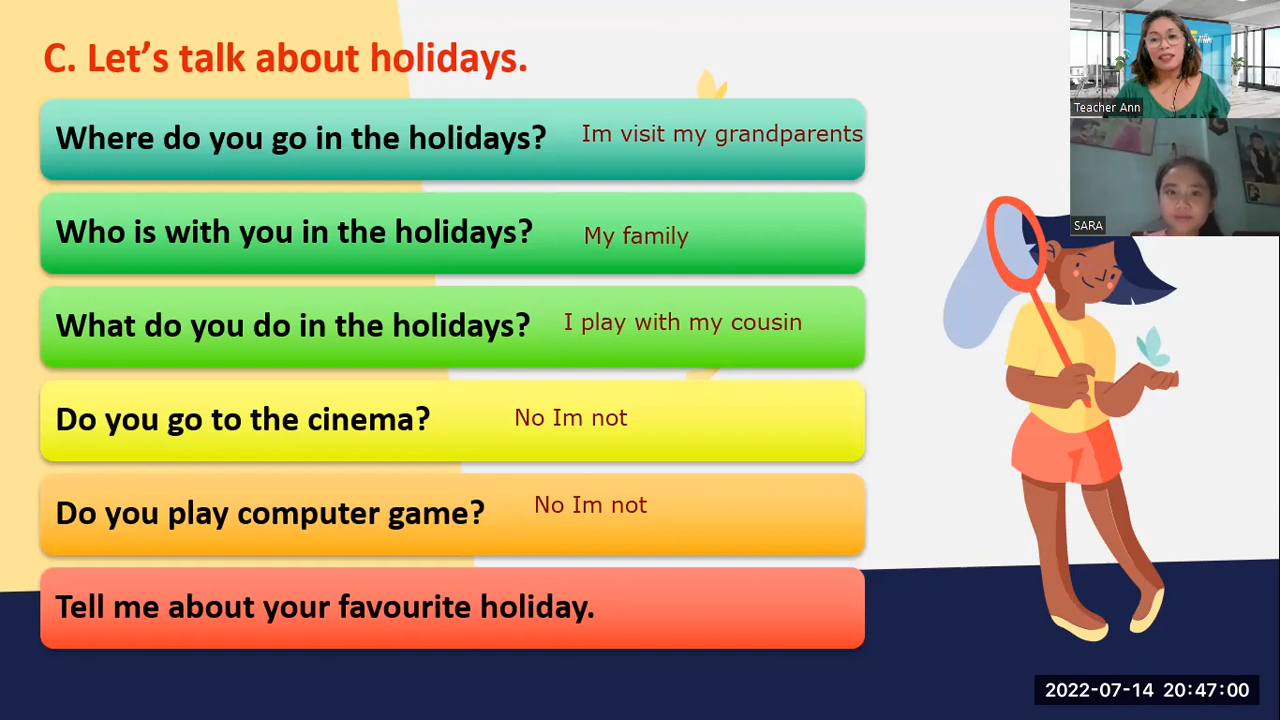 C. Let's talk about holidays.
Where do you go in the holidays? Im visit my grandparents
Who is with you in the holidays? My family
What do you do in the holidays? I play with my cousin
Do you go to the cinema? No Im not
Do you play computer game? No Im not
Tell me about your favourite holiday.
Teacher Ann
SARA
2022-07-14 20:47:00